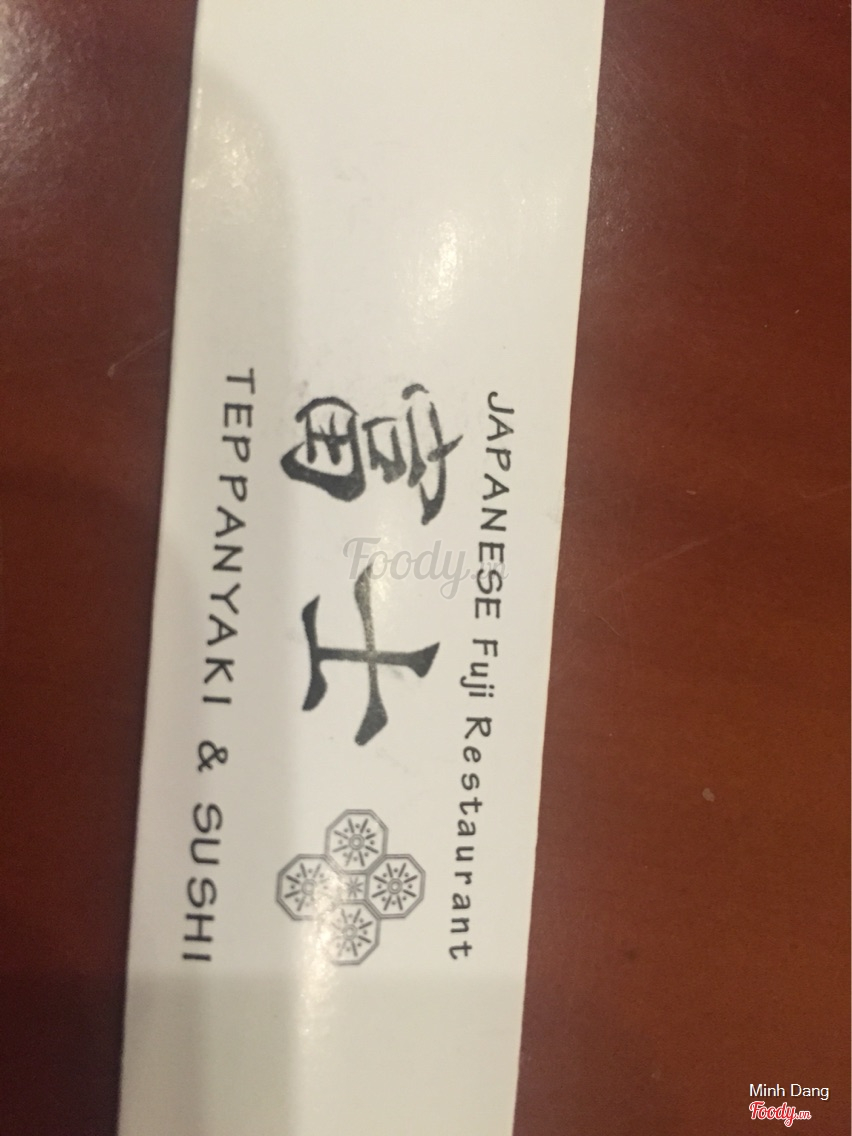 JAPANESE Fuji Restaurant
富士
TEPPANYAKI & SUSHI
Foody.vn
Minh Dang
Foody.vn